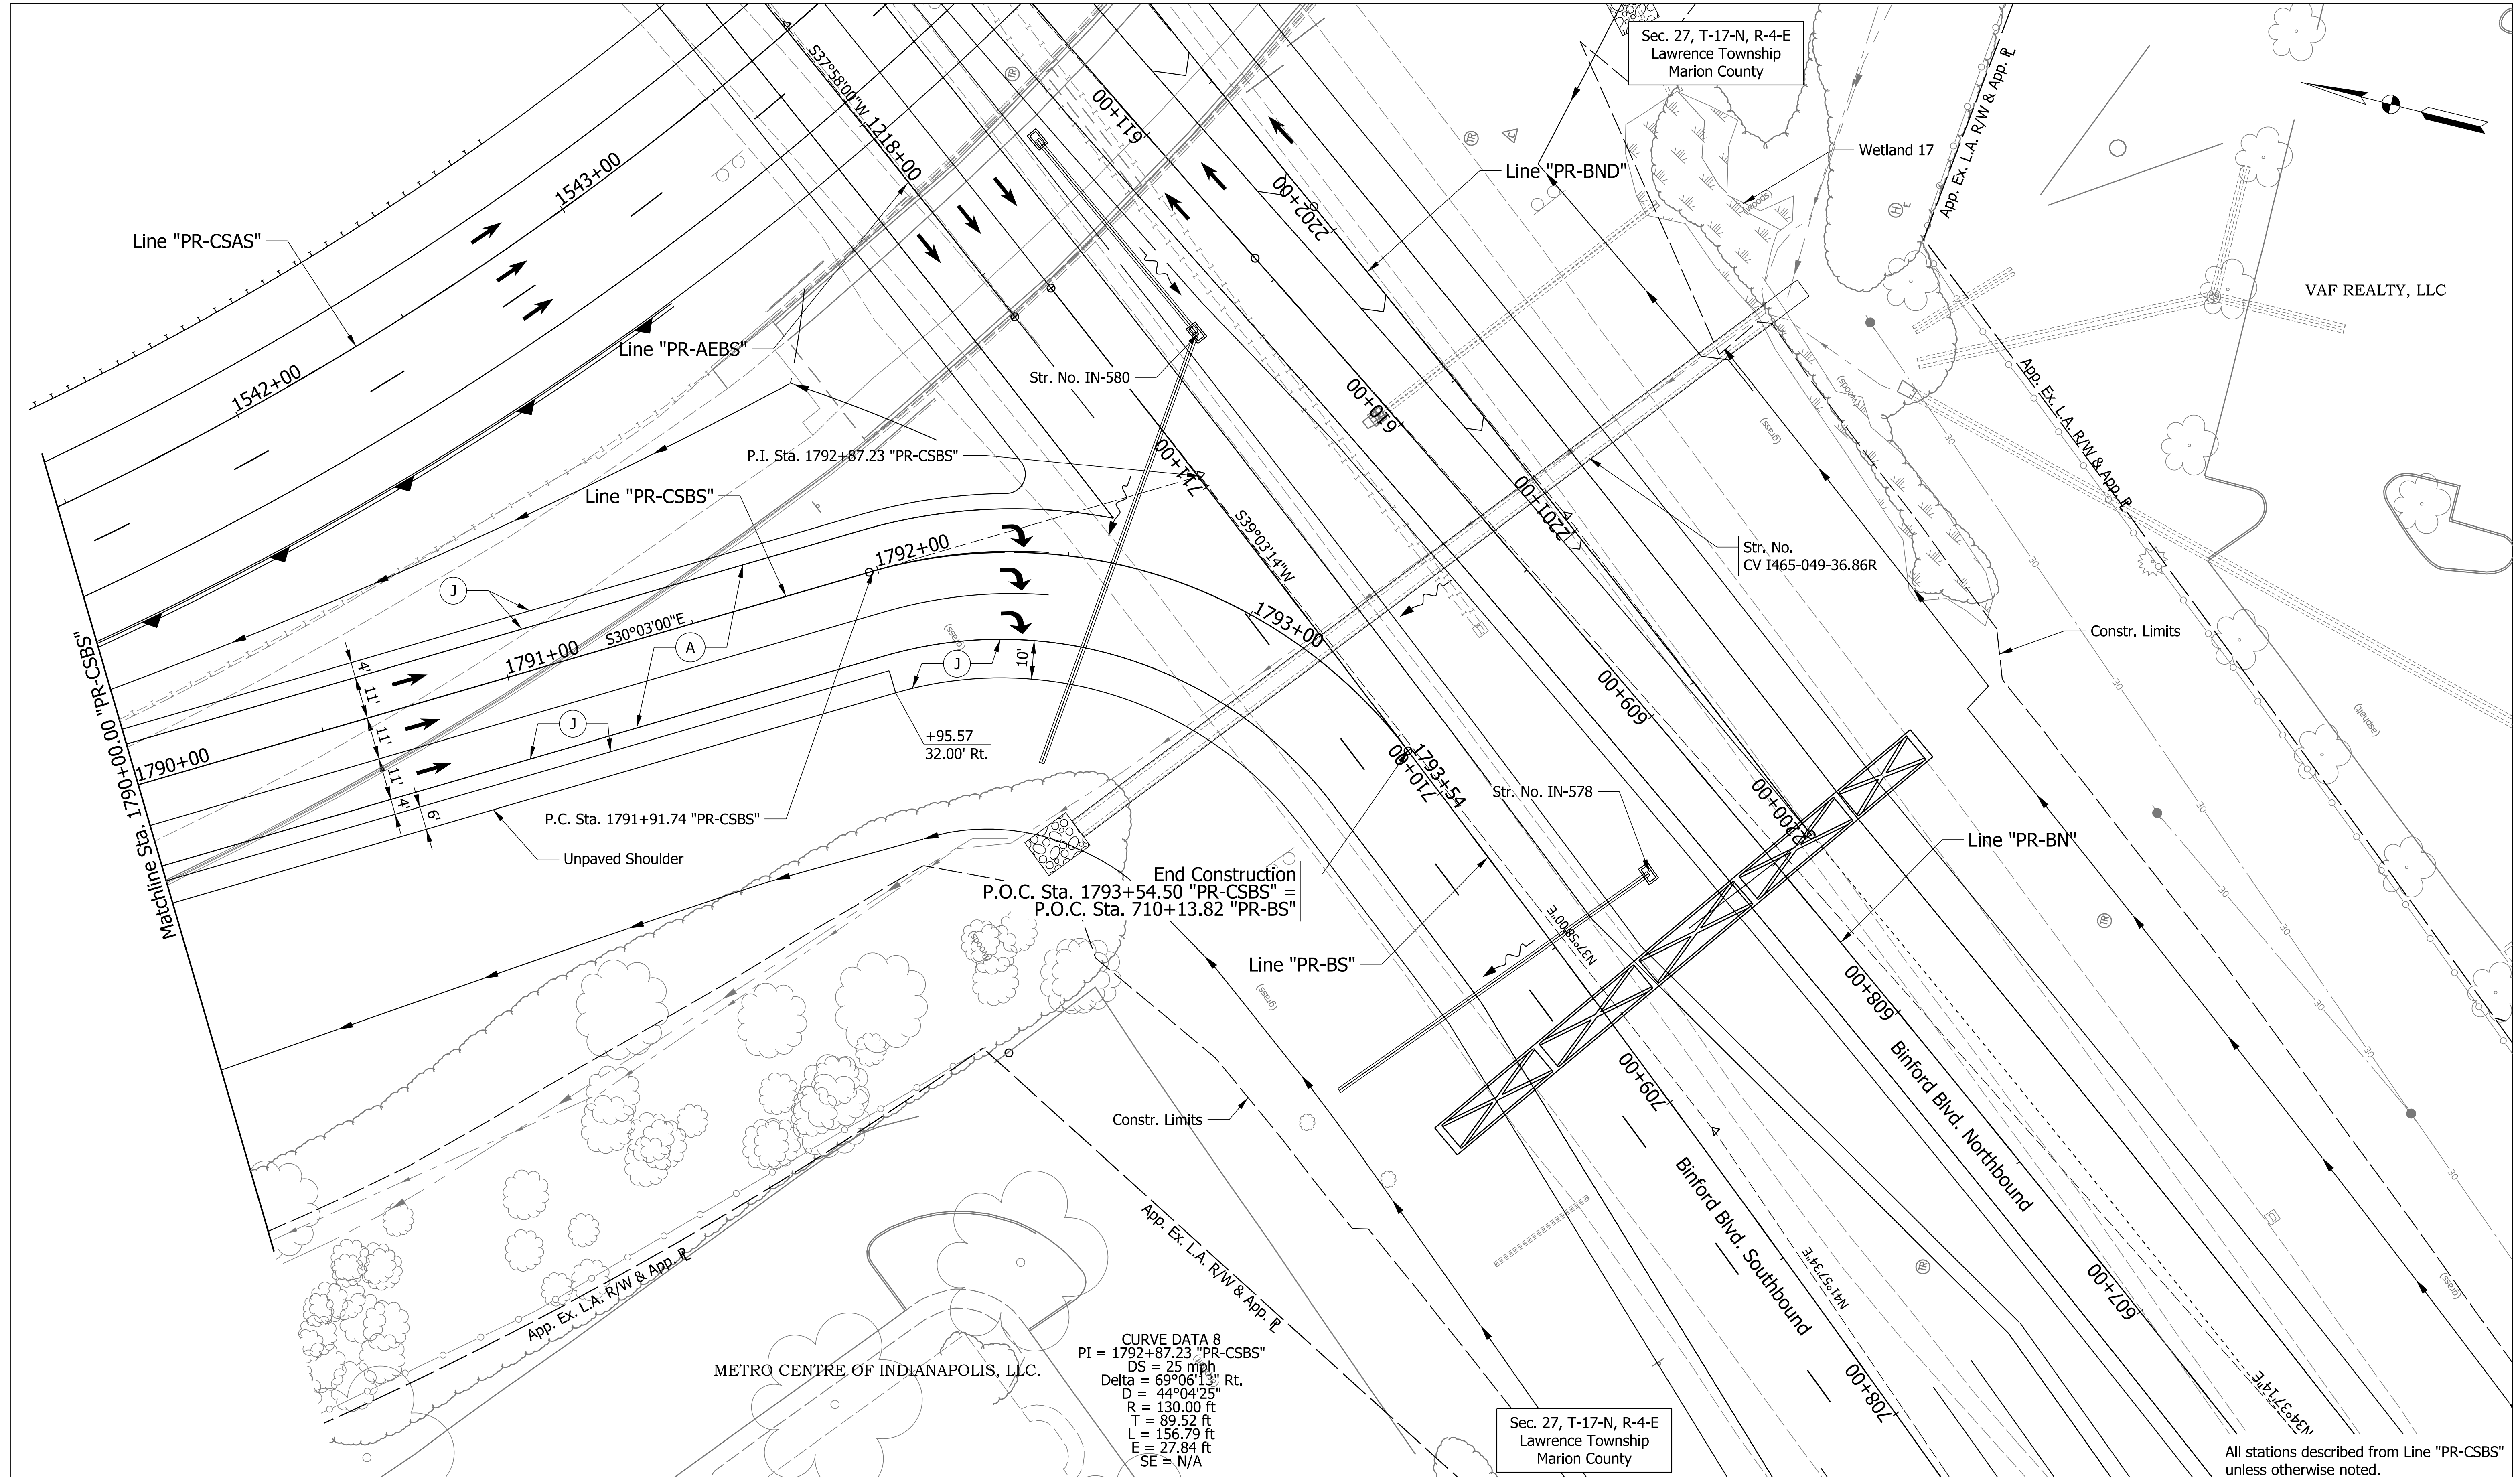 Sec. 27, T-17-N, R-4-E
Lawrence Township
Marion County
S37°58'00"W
1218+00
611+00
2202+00
Line "PR-BND"
Wetland 17
(woods)
App. Ex. L.A. R/W & App. PL
VAF REALTY, LLC
Line "PR-CSAS"
1543+00
1542+00
Line "PR-AEBS"
Str. No. IN-580
P.I. Sta. 1792+87.23 "PR-CSBS"
711+00
610+00
2201+00
(woods)
(grass)
App. Ex. L.A. R/W & App. PL
Line "PR-CSBS"
1792+00
S39°03'14"W
Str. No.
CV I465-049-36.86R
J
A
J
J
S30°03'00"E
1791+00
(grass)
10'
1793+00
Constr. Limits
4'
11'
11'
11'
4'
6'
1790+00
Matchline Sta. 1790+00.00 "PR-CSBS"
+95.57
32.00' Rt.
P.C. Sta. 1791+91.74 "PR-CSBS"
Unpaved Shoulder
609+00
(asphalt)
1793+54
710+00
Str. No. IN-578
2200+00
Line "PR-BN"
End Construction
P.O.C. Sta. 1793+54.50 "PR-CSBS" =
P.O.C. Sta. 710+13.82 "PR-BS"
(woods)
Line "PR-BS"
N37°58'00"E
(grass)
608+00
Constr. Limits
709+00
Binford Blvd. Northbound
Binford Blvd. Southbound
N41°57'34"E
App. Ex. L.A. R/W & App. PL
App. Ex. L.A. R/W & App. PL
607+00
(grass)
708+00
N34°37'14"E
METRO CENTRE OF INDIANAPOLIS, LLC.
CURVE DATA 8
PI = 1792+87.23 "PR-CSBS"
DS = 25 mph
Delta = 69°06'13" Rt.
D = 44°04'25"
R = 130.00 ft
T = 89.52 ft
L = 156.79 ft
E = 27.84 ft
SE = N/A
Sec. 27, T-17-N, R-4-E
Lawrence Township
Marion County
All stations described from Line "PR-CSBS"
unless otherwise noted.